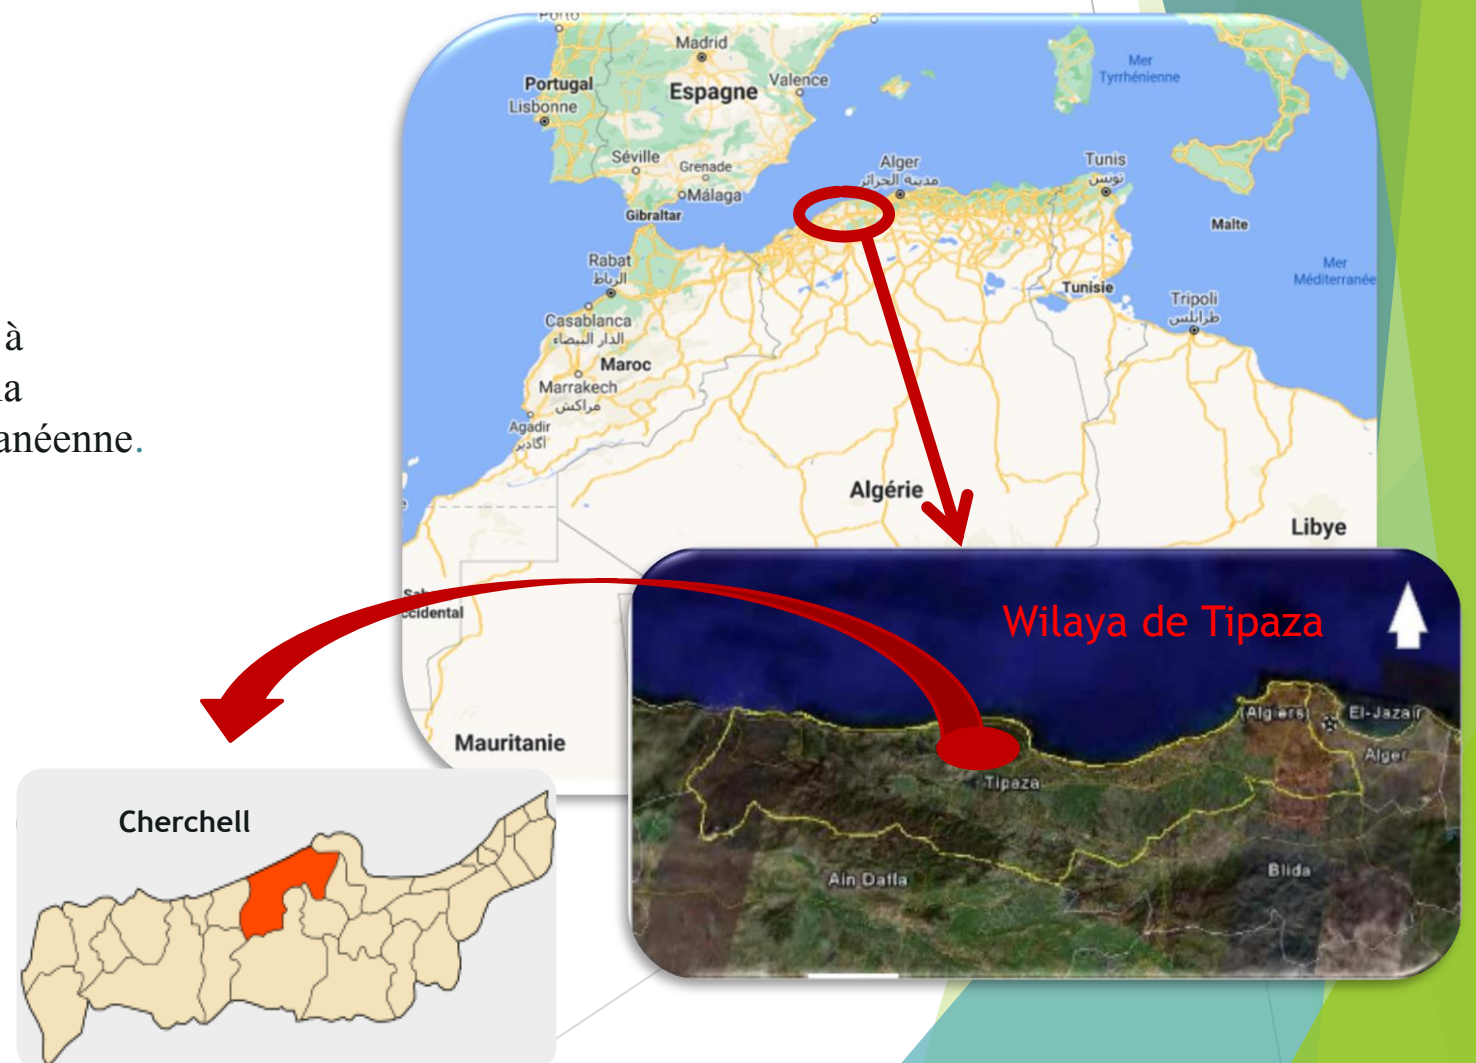 Porto
Madrid
Mer
Tyrrhénienne
Portugal
Espagne
Valence
Lisbonne
Séville
Grenade
Alger
مدينة الجزائر
Tunis
تونس
Málaga
Gibraltar
Malte
Rabat
الرباط
Mer
Méditerranée
Tunisie
Tripoli
طرابلس
Casablanca
الدار البيضاء
à
Maroc
Marrakech
مراكش
la
Agadir
أكادير
anéenne.
Algérie
Libye
ccidental
Wilaya de Tipaza
(Algiers)
El-Jazair
Alger
Mauritanie
Tipaza
Cherchell
Ain Dafla
Blida